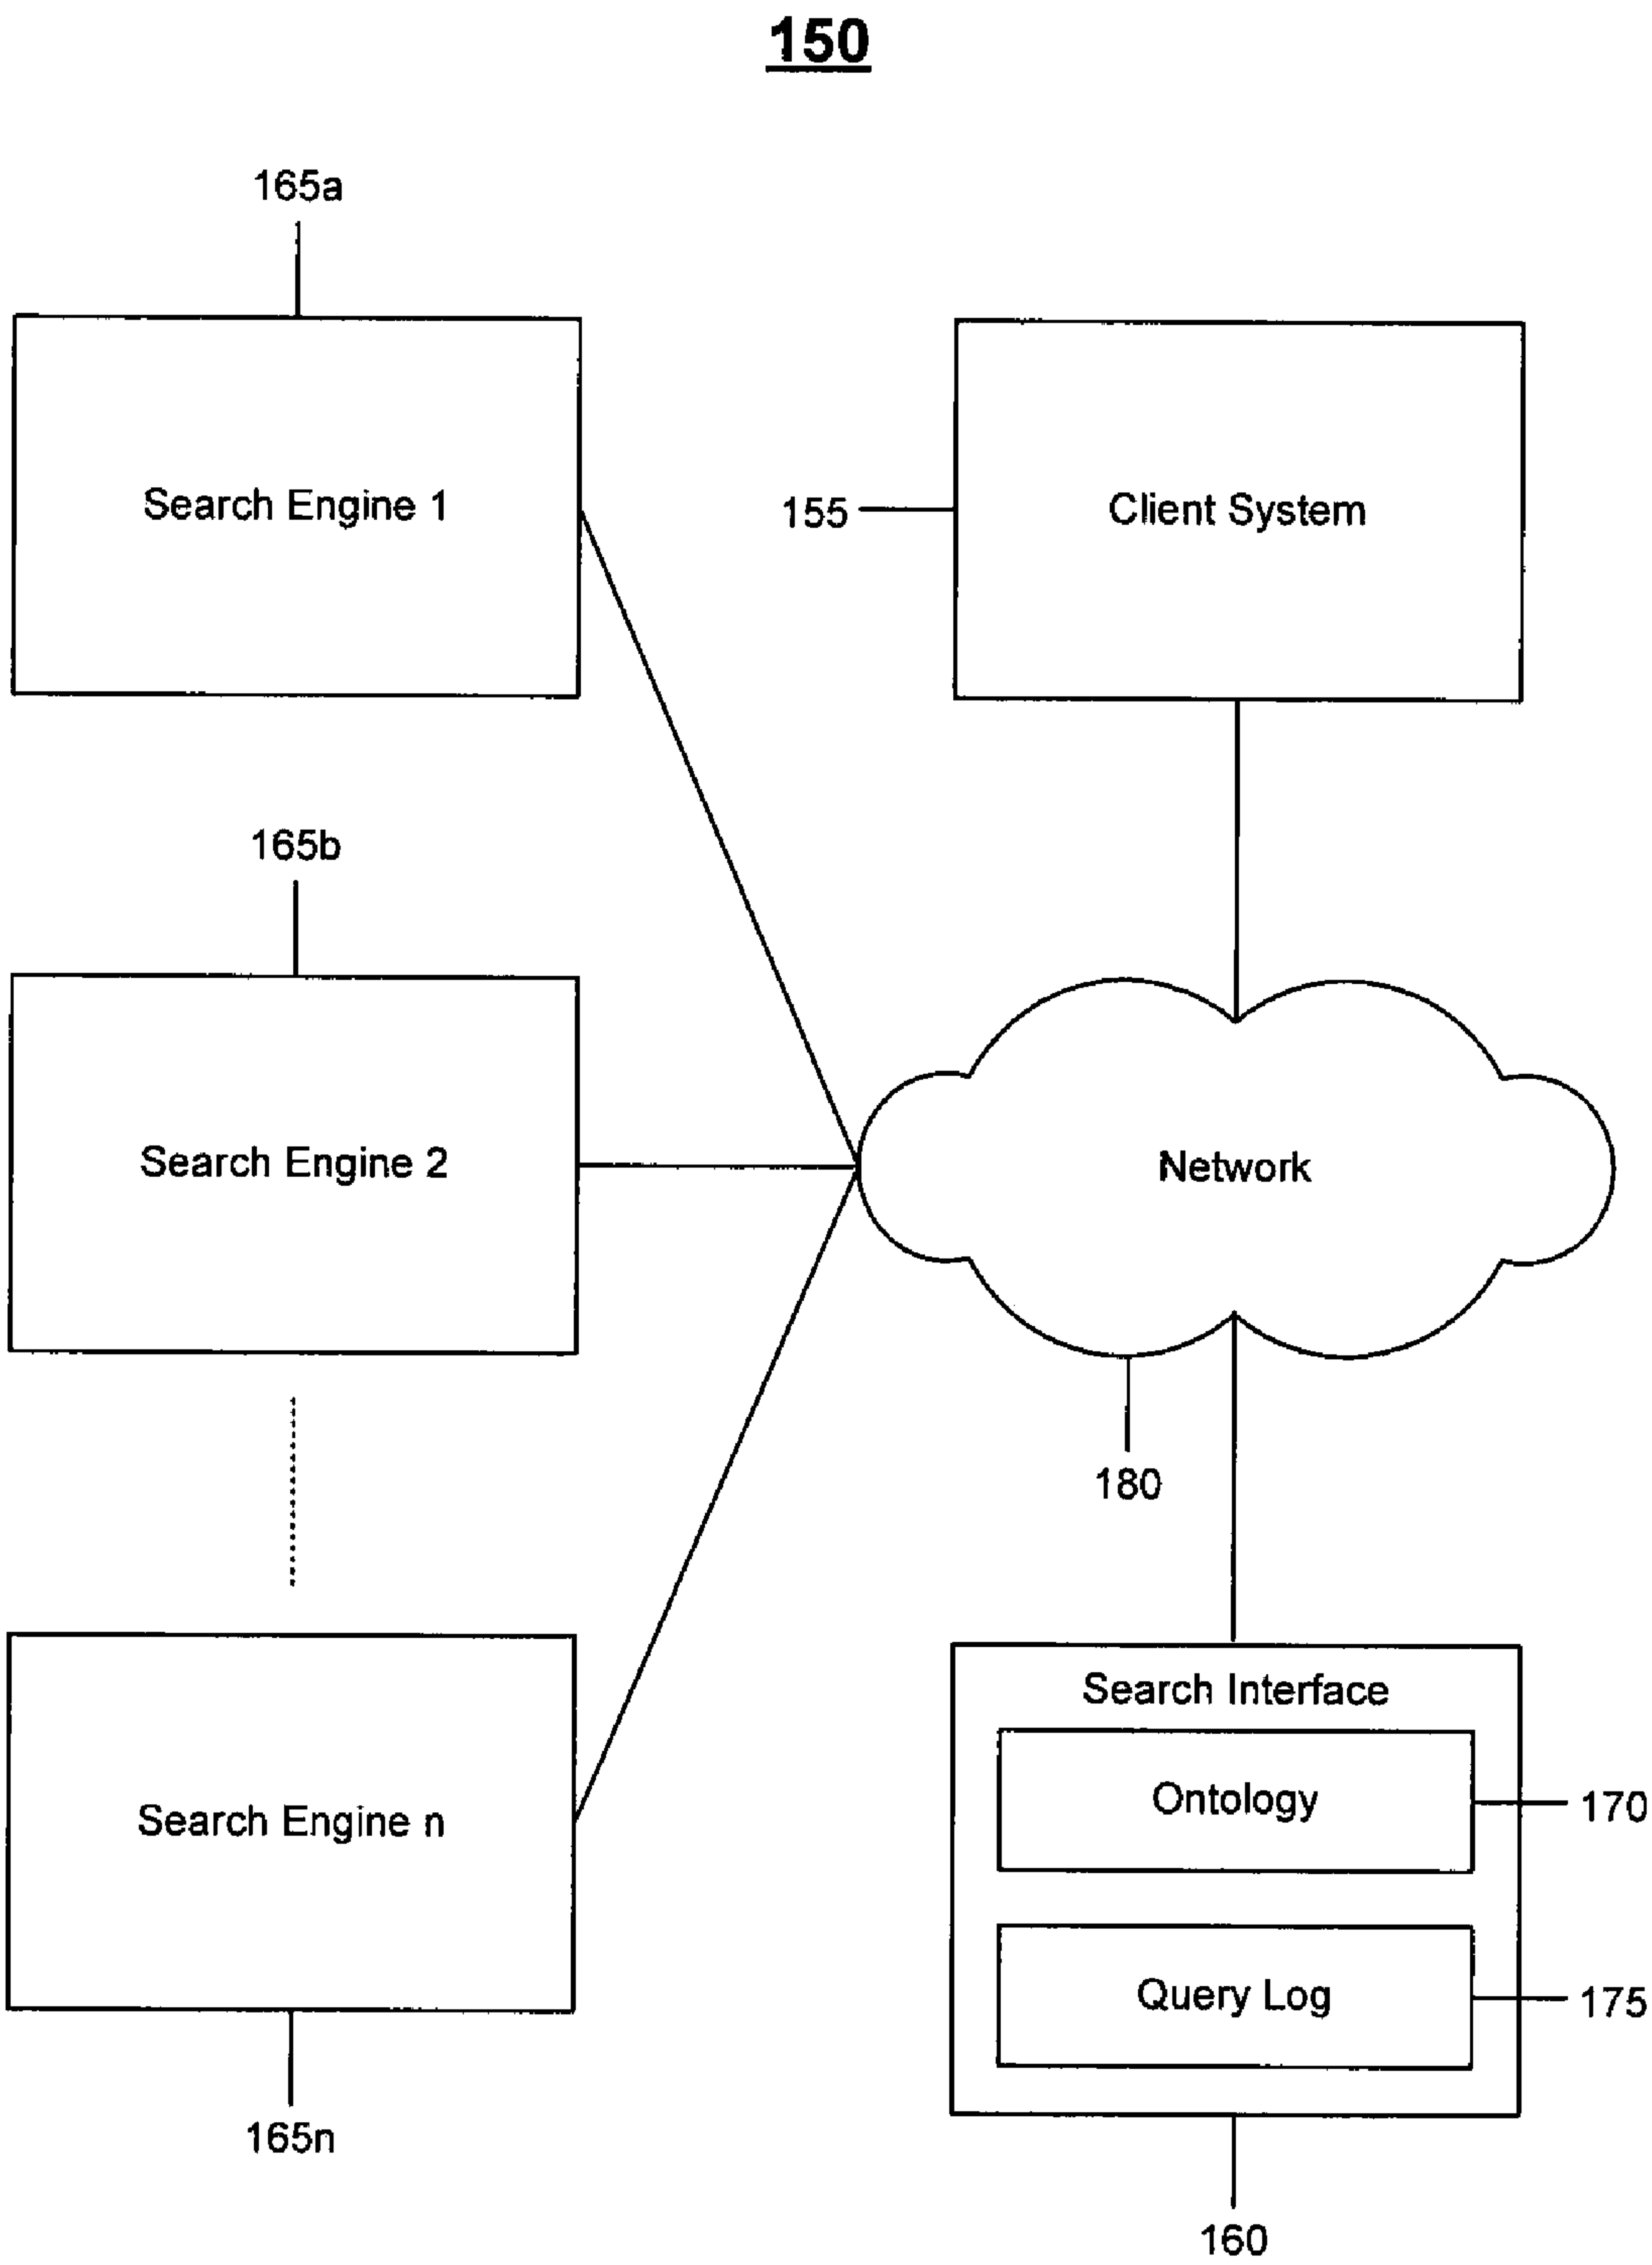 150
165a
Search Engine 1
155
Client System
165b
Search Engine 2
Network
180
Search Engine n
165n
Search Interface
Ontology
170
Query Log
175
160